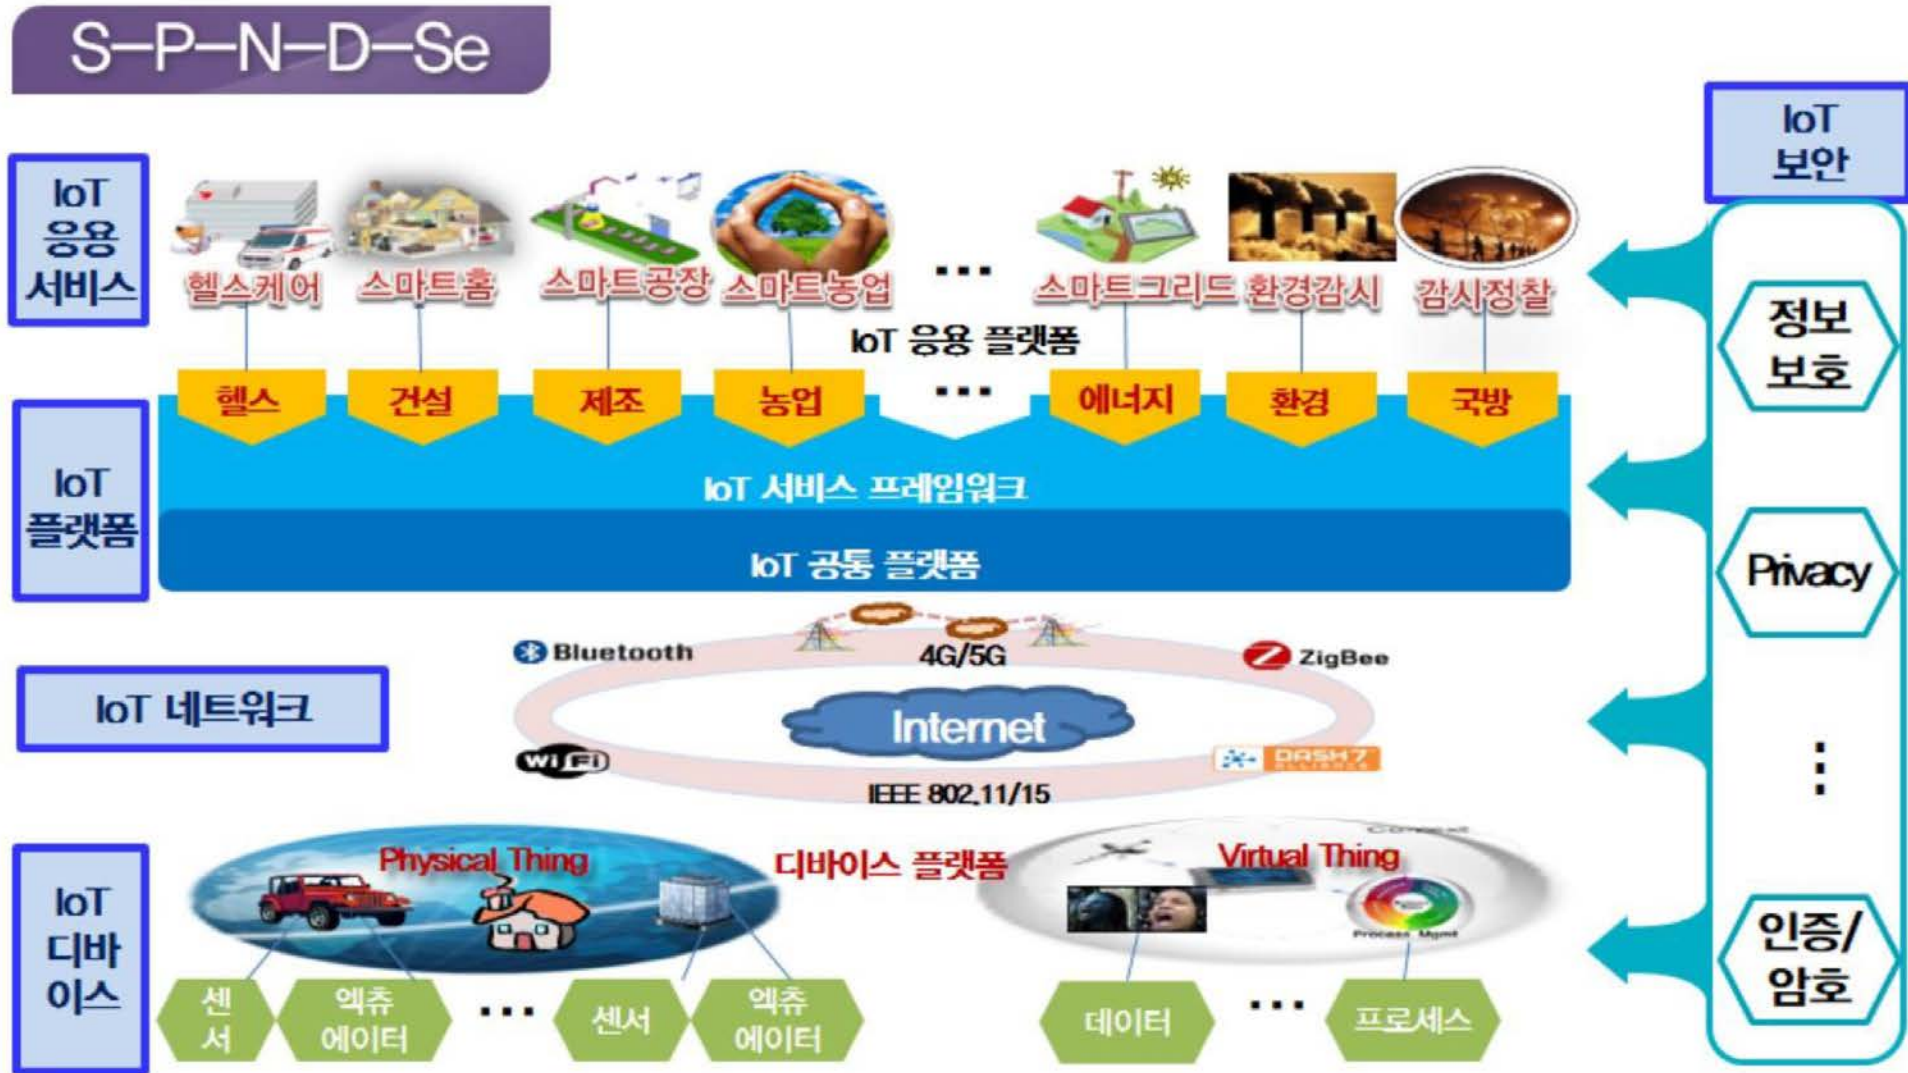 S-P-N-D-Se
IoT
보안
IoT
응용
서비스
헬스케어
스마트홈
스마트공장
스마트농업
...
스마트그리드
환경감시
감시정찰
IoT 응용 플랫폼
헬스
건설
제조
농업
...
에너지
환경
국방
IoT
플랫폼
IoT 서비스 프레임워크
IoT 공통 플랫폼
정보
보호
Privacy
⋮
인증/
암호
IoT 네트워크
Bluetooth
4G/5G
ZigBee
Internet
WiFi
DASH7
ALLIANCE
IEEE 802.11/15
IoT
디바
이스
Physical Thing
디바이스 플랫폼
Virtual Thing
Process Mgmt
센
서
엑츄
에이터
...
센서
엑츄
에이터
데이터
...
프로세스